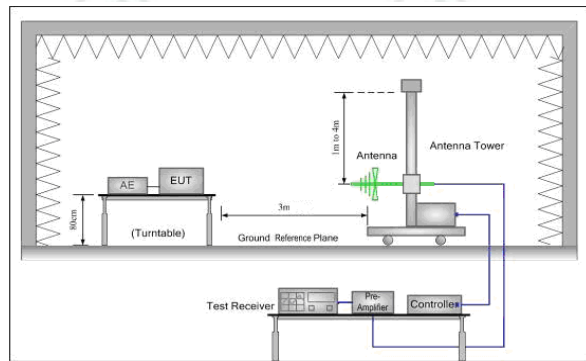 1m to 4m
Antenna
Antenna Tower
AE
EUT
80cm
(Turntable)
3m
Ground Reference Plane
Test Receiver
Pre-
Amplifier
Controller